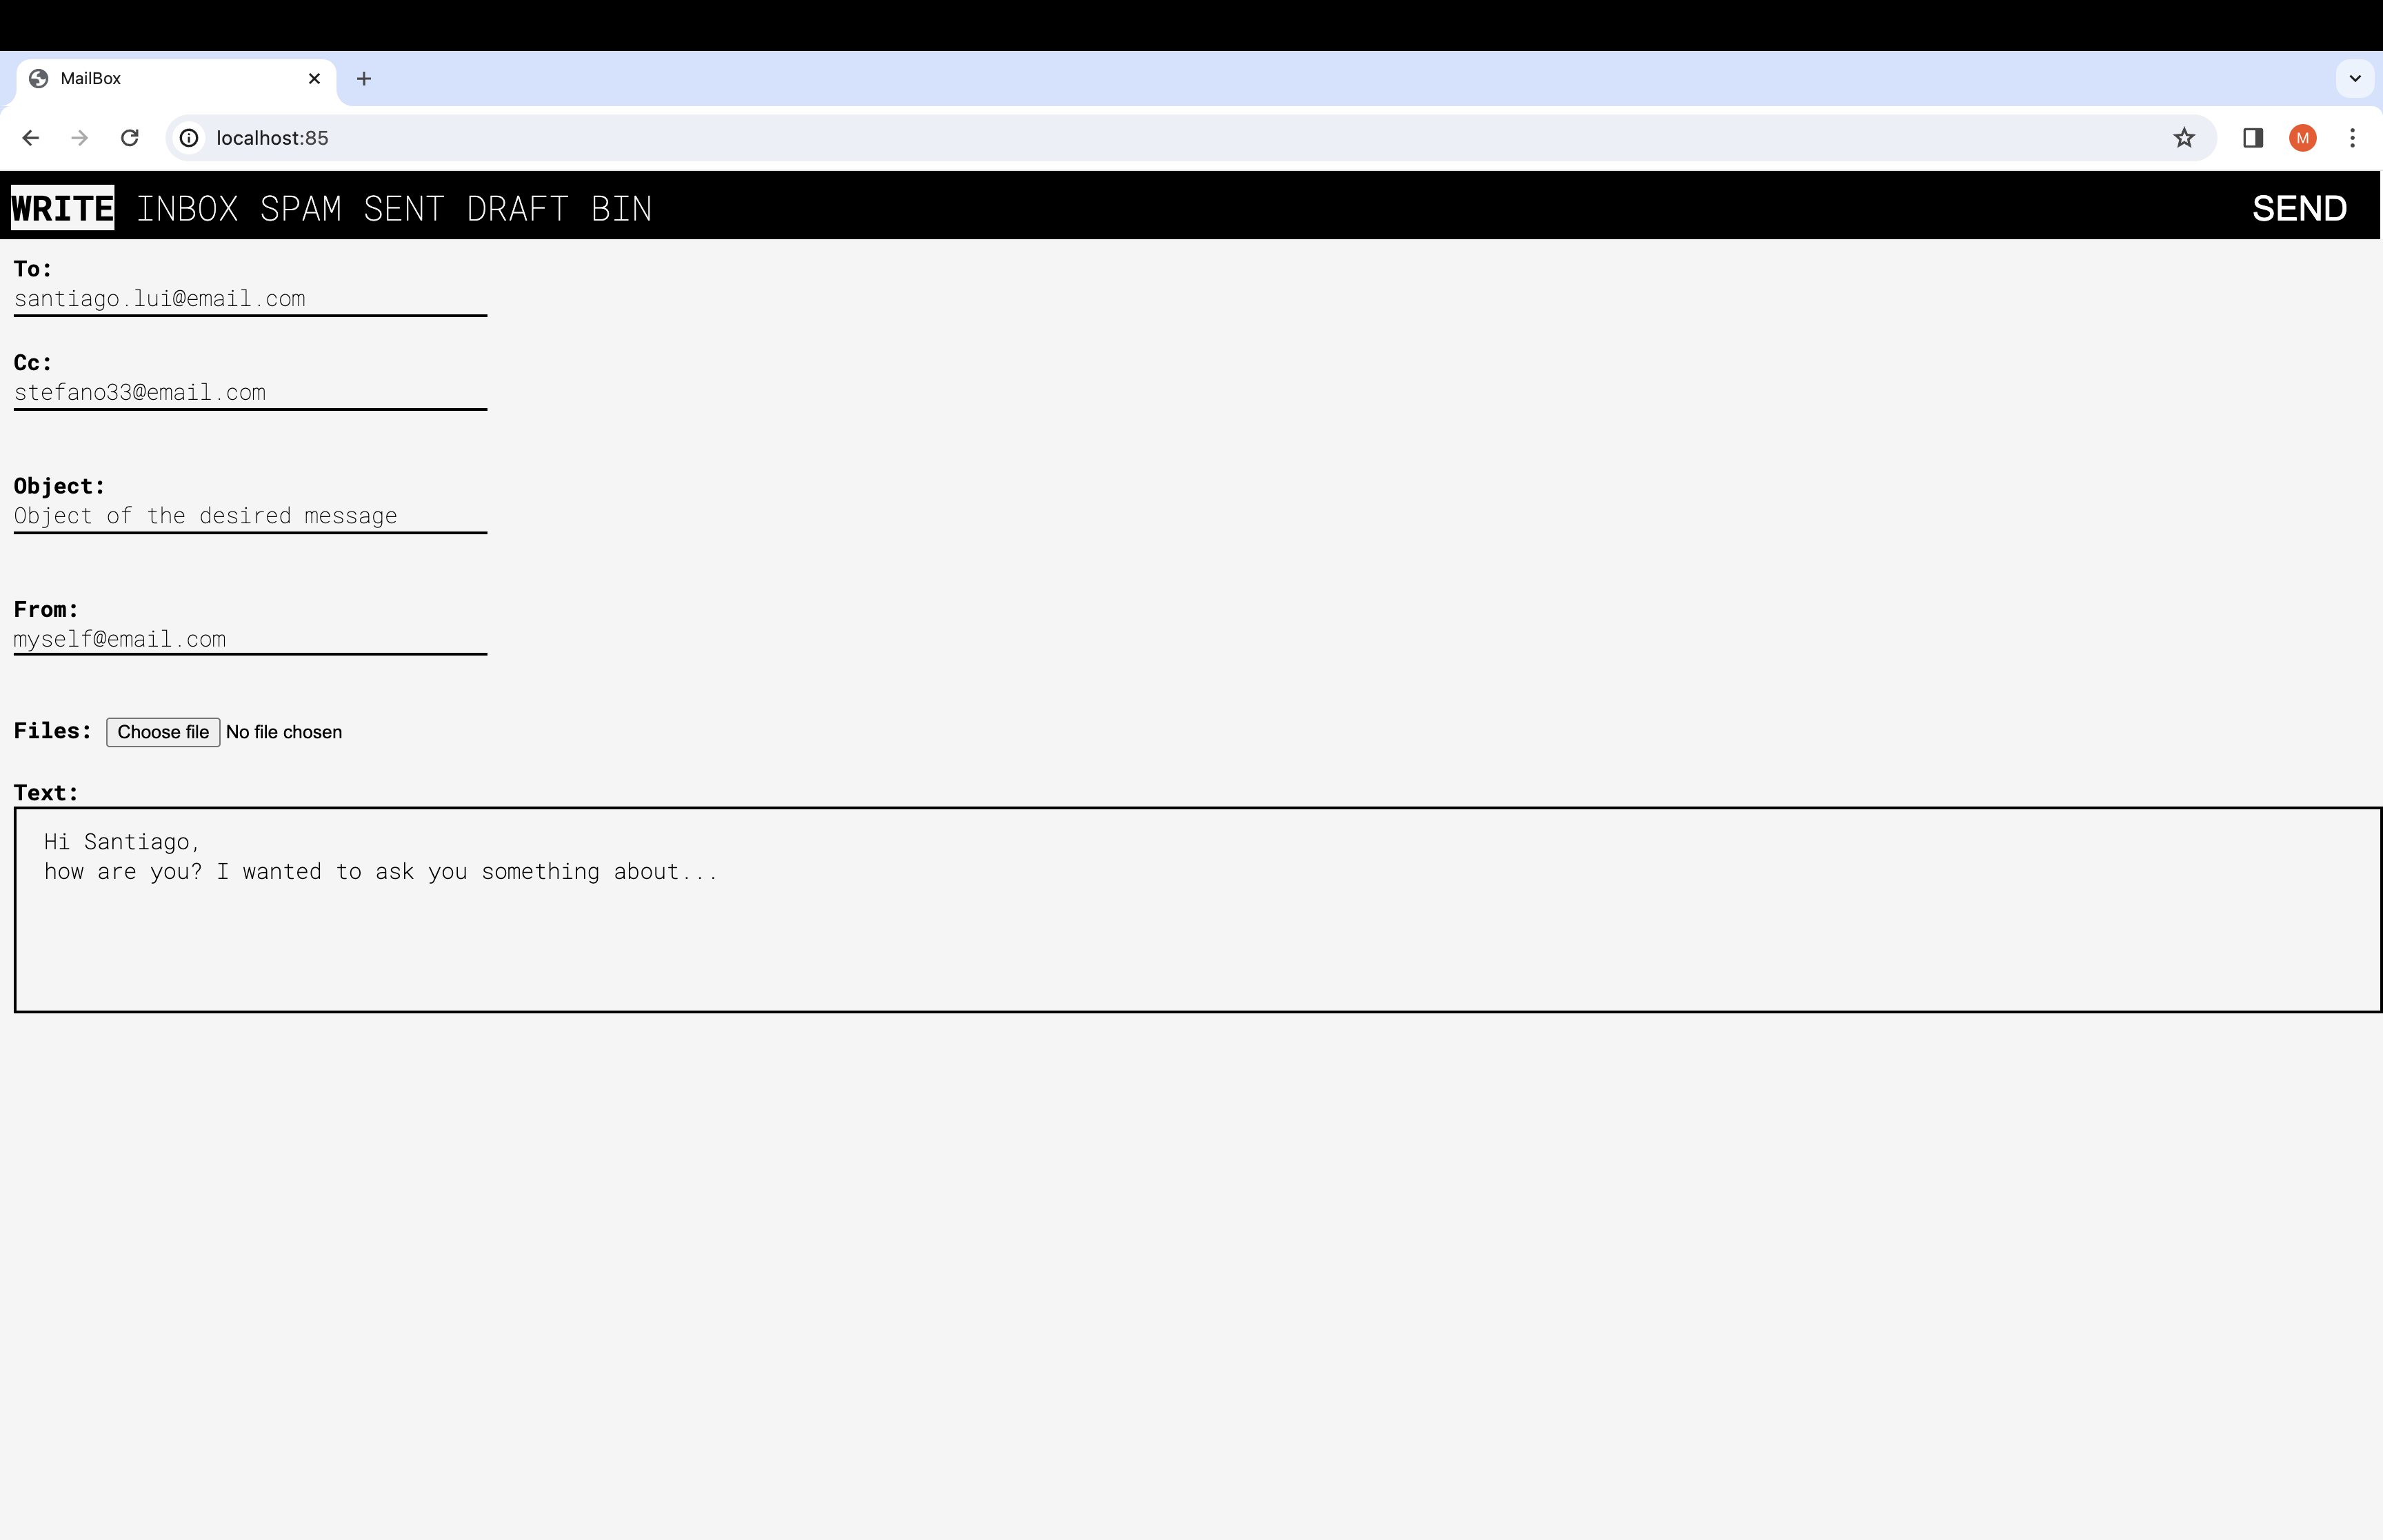 MailBox
localhost:85
M
WRITE INBOX SPAM SENT DRAFT BIN SEND
To:
santiago.lui@email.com
Cc:
stefano33@email.com
Object:
Object of the desired message
From:
myself@email.com
Files: Choose file No file chosen
Text:
Hi Santiago,
how are you? I wanted to ask you something about...